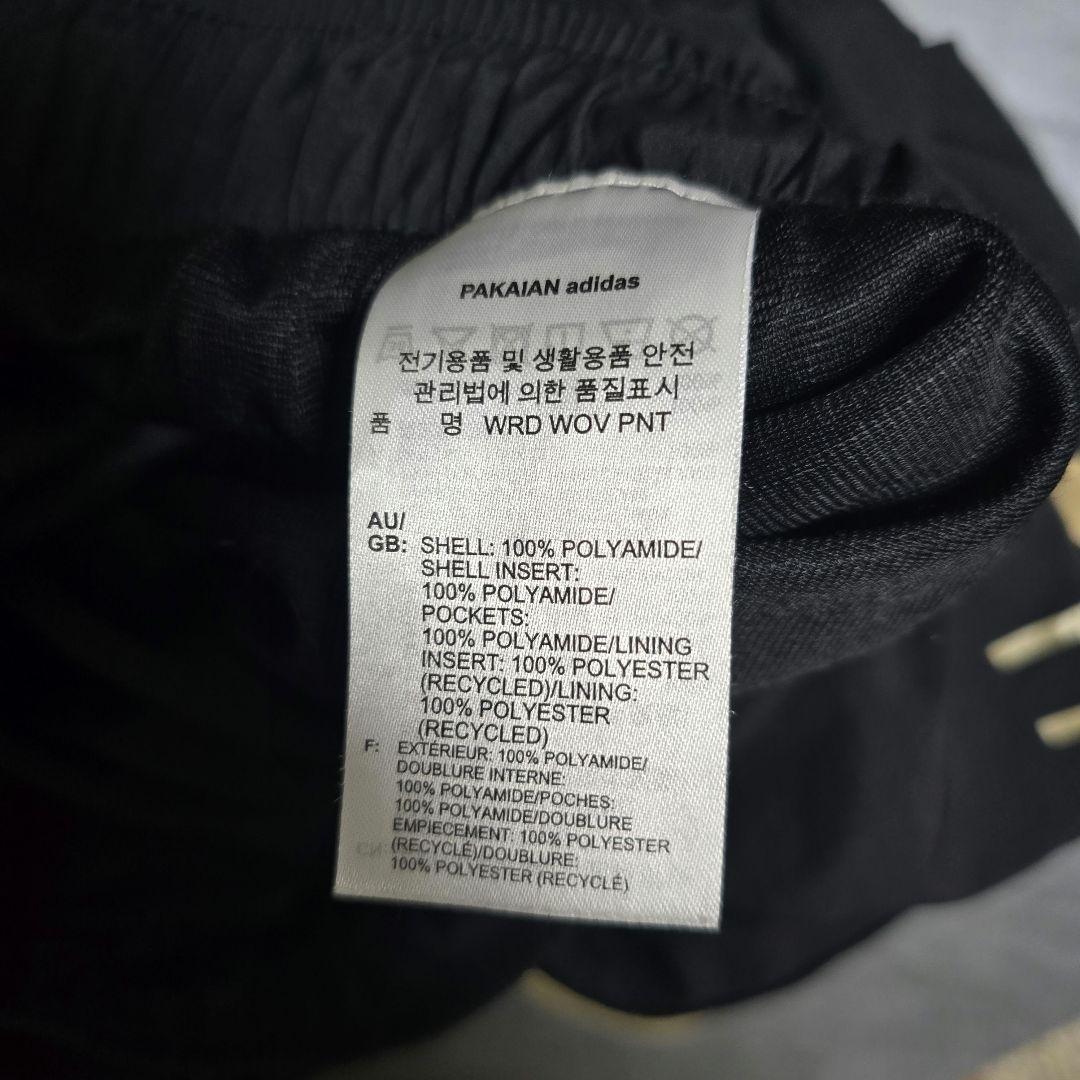 PAKAIAN adidas
전기용품 및 생활용품 안전
관리법에 의한 품질표시
품 명 WRD WOV PNT
AU/
GB: SHELL: 100% POLYAMIDE/
SHELL INSERT:
100% POLYAMIDE/
POCKETS:
100% POLYAMIDE/LINING
INSERT: 100% POLYESTER
(RECYCLED)/LINING:
100% POLYESTER
(RECYCLED)
F: EXTÉRIEUR: 100% POLYAMIDE/
DOUBLURE INTERNE:
100% POLYAMIDE/POCHES:
100% POLYAMIDE/DOUBLURE
EMPIECEMENT: 100% POLYESTER
(RECYCLÉ)/DOUBLURE:
100% POLYESTER (RECYCLÉ)